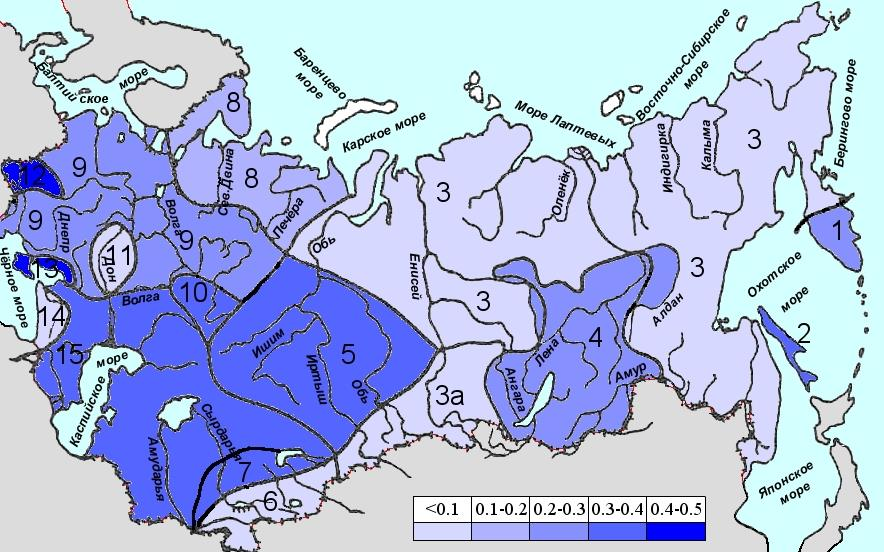 Балтийское море
Баренцево
море
Карское море
Море Лаптевых
Восточно-Сибирское
море
Берингово море
Охотское
море
Японское
море
Чёрное море
Каспийское
море
8
8
9
9
9
12
11
13
14
15
10
5
7
6
3
3
3
3
3а
4
1
2
Сев.Двина
Печёра
Волга
Волга
Днепр
Дон
Обь
Обь
Енисей
Оленёк
Индигирка
Калыма
Алдан
Лена
Ангара
Амур
Ишим
Иртыш
Сырдарья
Амударья
<0.1 0.1-0.2 0.2-0.3 0.3-0.4 0.4-0.5